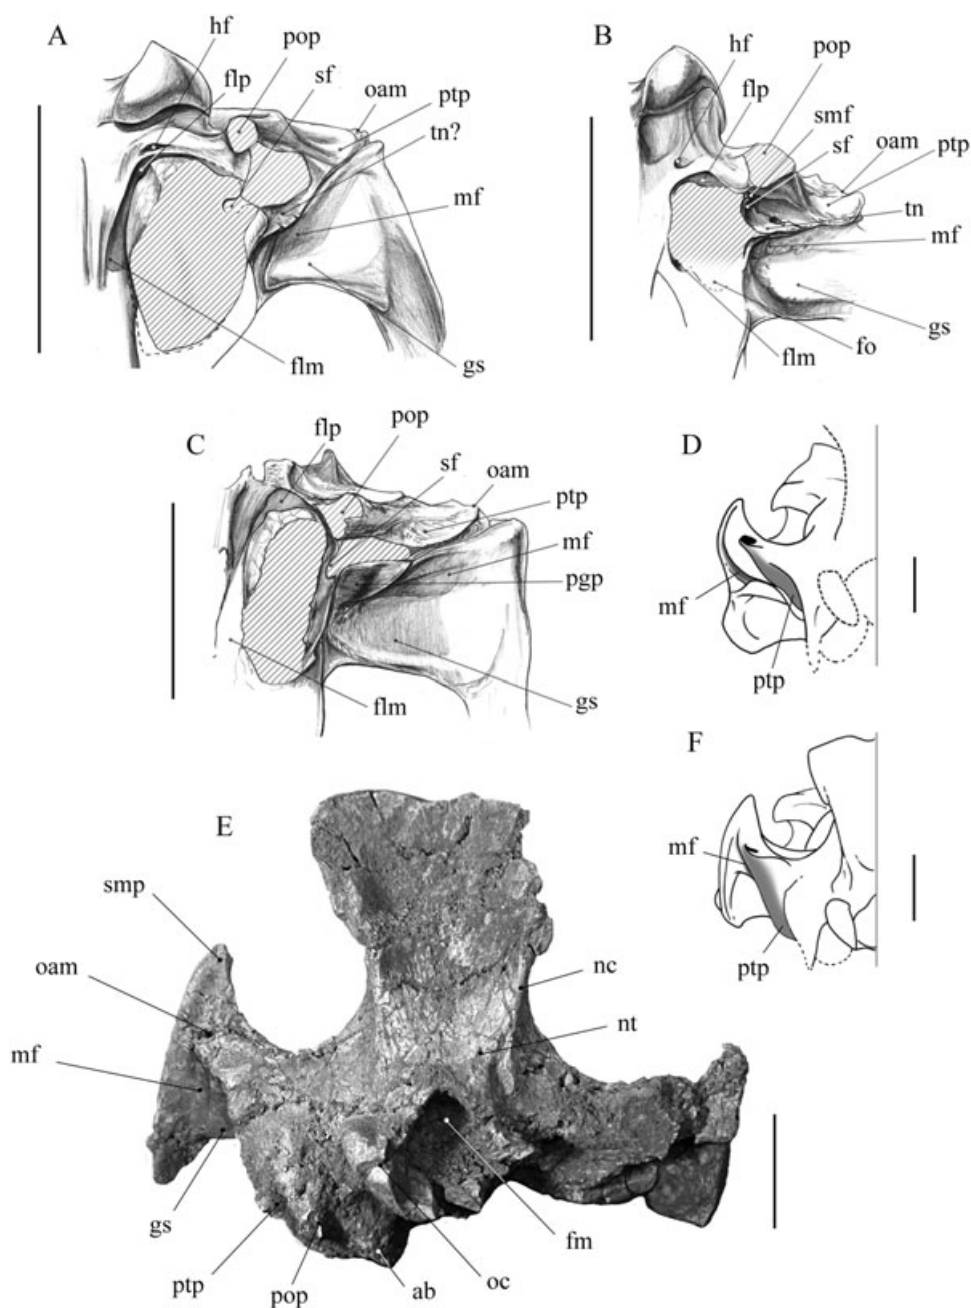 A
hf
pop
flp
sf
oam
ptp
tn?
mf
flm
gs
B
hf
pop
flp
smf
sf
oam
ptp
tn
mf
gs
fo
flm
C
flp
pop
sf
oam
ptp
mf
pgp
gs
flm
D
mf
ptp
F
mf
ptp
E
smp
oam
mf
gs
ptp
pop
ab
oc
fm
nc
nt